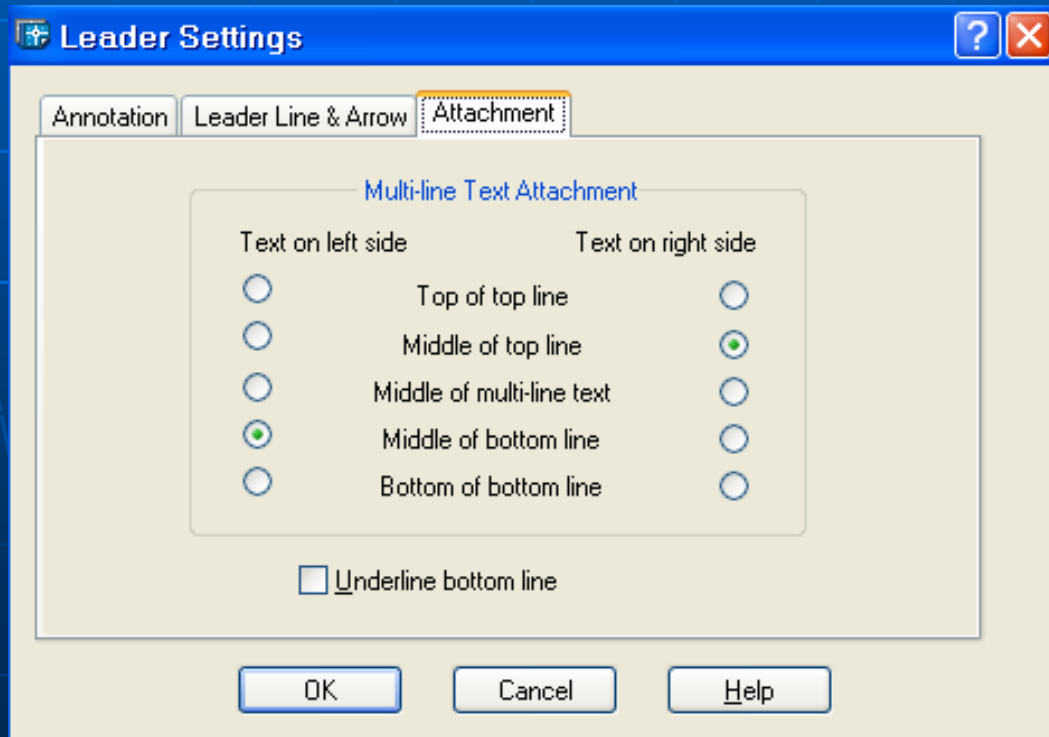 Leader Settings
Annotation Leader Line & Arrow Attachment
Multi-line Text Attachment
Text on left side Text on right side
Top of top line
Middle of top line
Middle of multi-line text
Middle of bottom line
Bottom of bottom line
Underline bottom line
OK Cancel Help